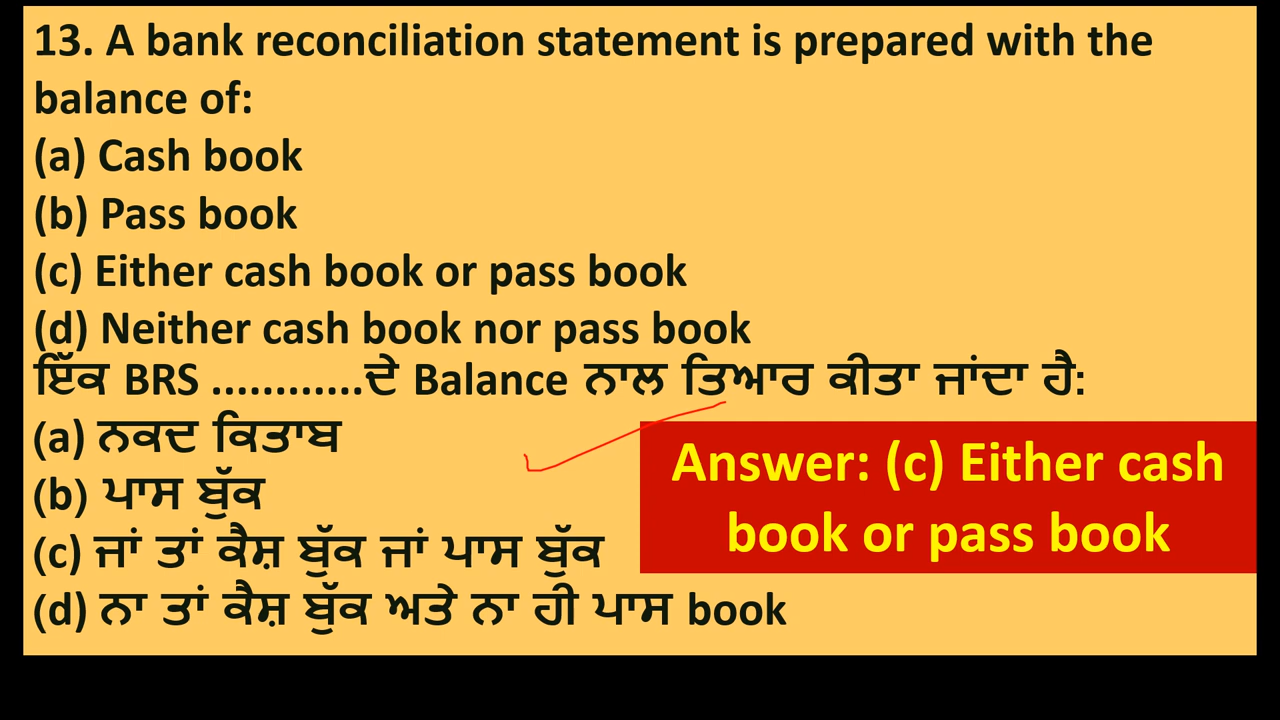 13. A bank reconciliation statement is prepared with the
balance of:
(a) Cash book
(b) Pass book
(c) Either cash book or pass book
(d) Neither cash book nor pass book
ਇੱਕ BRS ............ਦੇ Balance ਨਾਲ ਤਿਆਰ ਕੀਤਾ ਜਾਂਦਾ ਹੈ:
(a) ਨਕਦ ਕਿਤਾਬ
(b) ਪਾਸ ਬੁੱਕ
(c) ਜਾਂ ਤਾਂ ਕੈਸ਼ ਬੁੱਕ ਜਾਂ ਪਾਸ ਬੁੱਕ
(d) ਨਾ ਤਾਂ ਕੈਸ਼ ਬੁੱਕ ਅਤੇ ਨਾ ਹੀ ਪਾਸ book
Answer: (c) Either cash
book or pass book